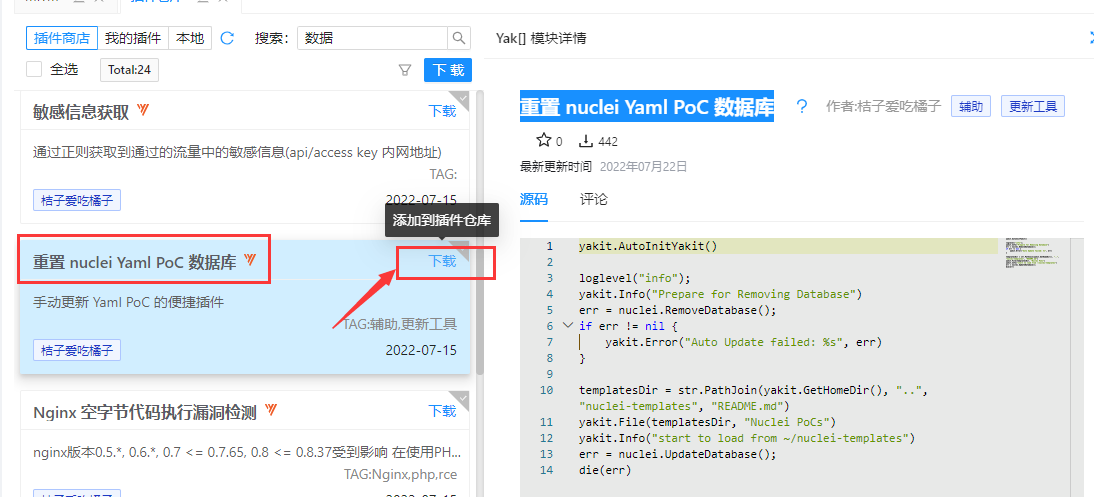 插件商店 我的插件 本地 搜索： 数据
全选 Total:24 下 载
敏感信息获取 下载
通过正则获取到通过的流量中的敏感信息(api/access key 内网地址)
TAG:
桔子爱吃橘子 2022-07-15
添加到插件仓库
重置 nuclei Yaml PoC 数据库 下载
手动更新 Yaml PoC 的便捷插件
TAG:辅助,更新工具
桔子爱吃橘子 2022-07-15
Nginx 空字节代码执行漏洞检测 下载
nginx版本0.5.*, 0.6.*, 0.7 <= 0.7.65, 0.8 <= 0.8.37受到影响 在使用PH...
TAG:Nginx,php,rce
Yak[] 模块详情
重置 nuclei Yaml PoC 数据库 ? 作者:桔子爱吃橘子 辅助 更新工具
0 442
最新更新时间 2022年07月22日
源码 评论
1 yakit.AutoInitYakit()
2
3 loglevel("info");
4 yakit.Info("Prepare for Removing Database")
5 err = nuclei.RemoveDatabase();
6 if err != nil {
7 yakit.Error("Auto Update failed: %s", err)
8 }
9
10 templatesDir = str.PathJoin(yakit.GetHomeDir(), "..",
"nuclei-templates", "README.md")
11 yakit.File(templatesDir, "Nuclei PoCs")
12 yakit.Info("start to load from ~/nuclei-templates")
13 err = nuclei.UpdateDatabase();
14 die(err)